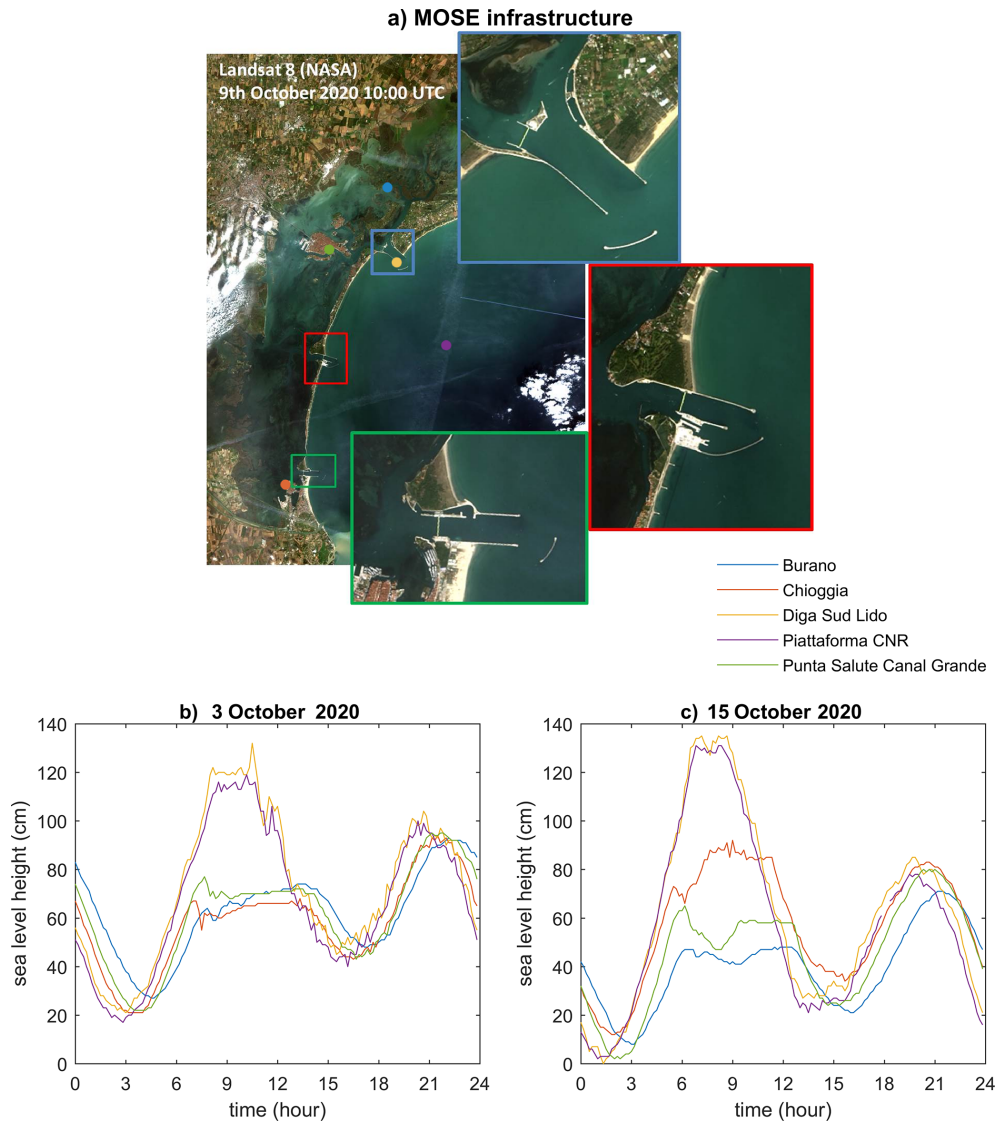 a) MOSE infrastructure
Landsat 8 (NASA)
9th October 2020 10:00 UTC
Burano
Chioggia
Diga Sud Lido
Piattaforma CNR
Punta Salute Canal Grande
b) 3 October 2020
140
120
100
80
60
40
20
0
sea level height (cm)
0 3 6 9 12 15 18 21 24
time (hour)
c) 15 October 2020
140
120
100
80
60
40
20
0
sea level height (cm)
0 3 6 9 12 15 18 21 24
time (hour)